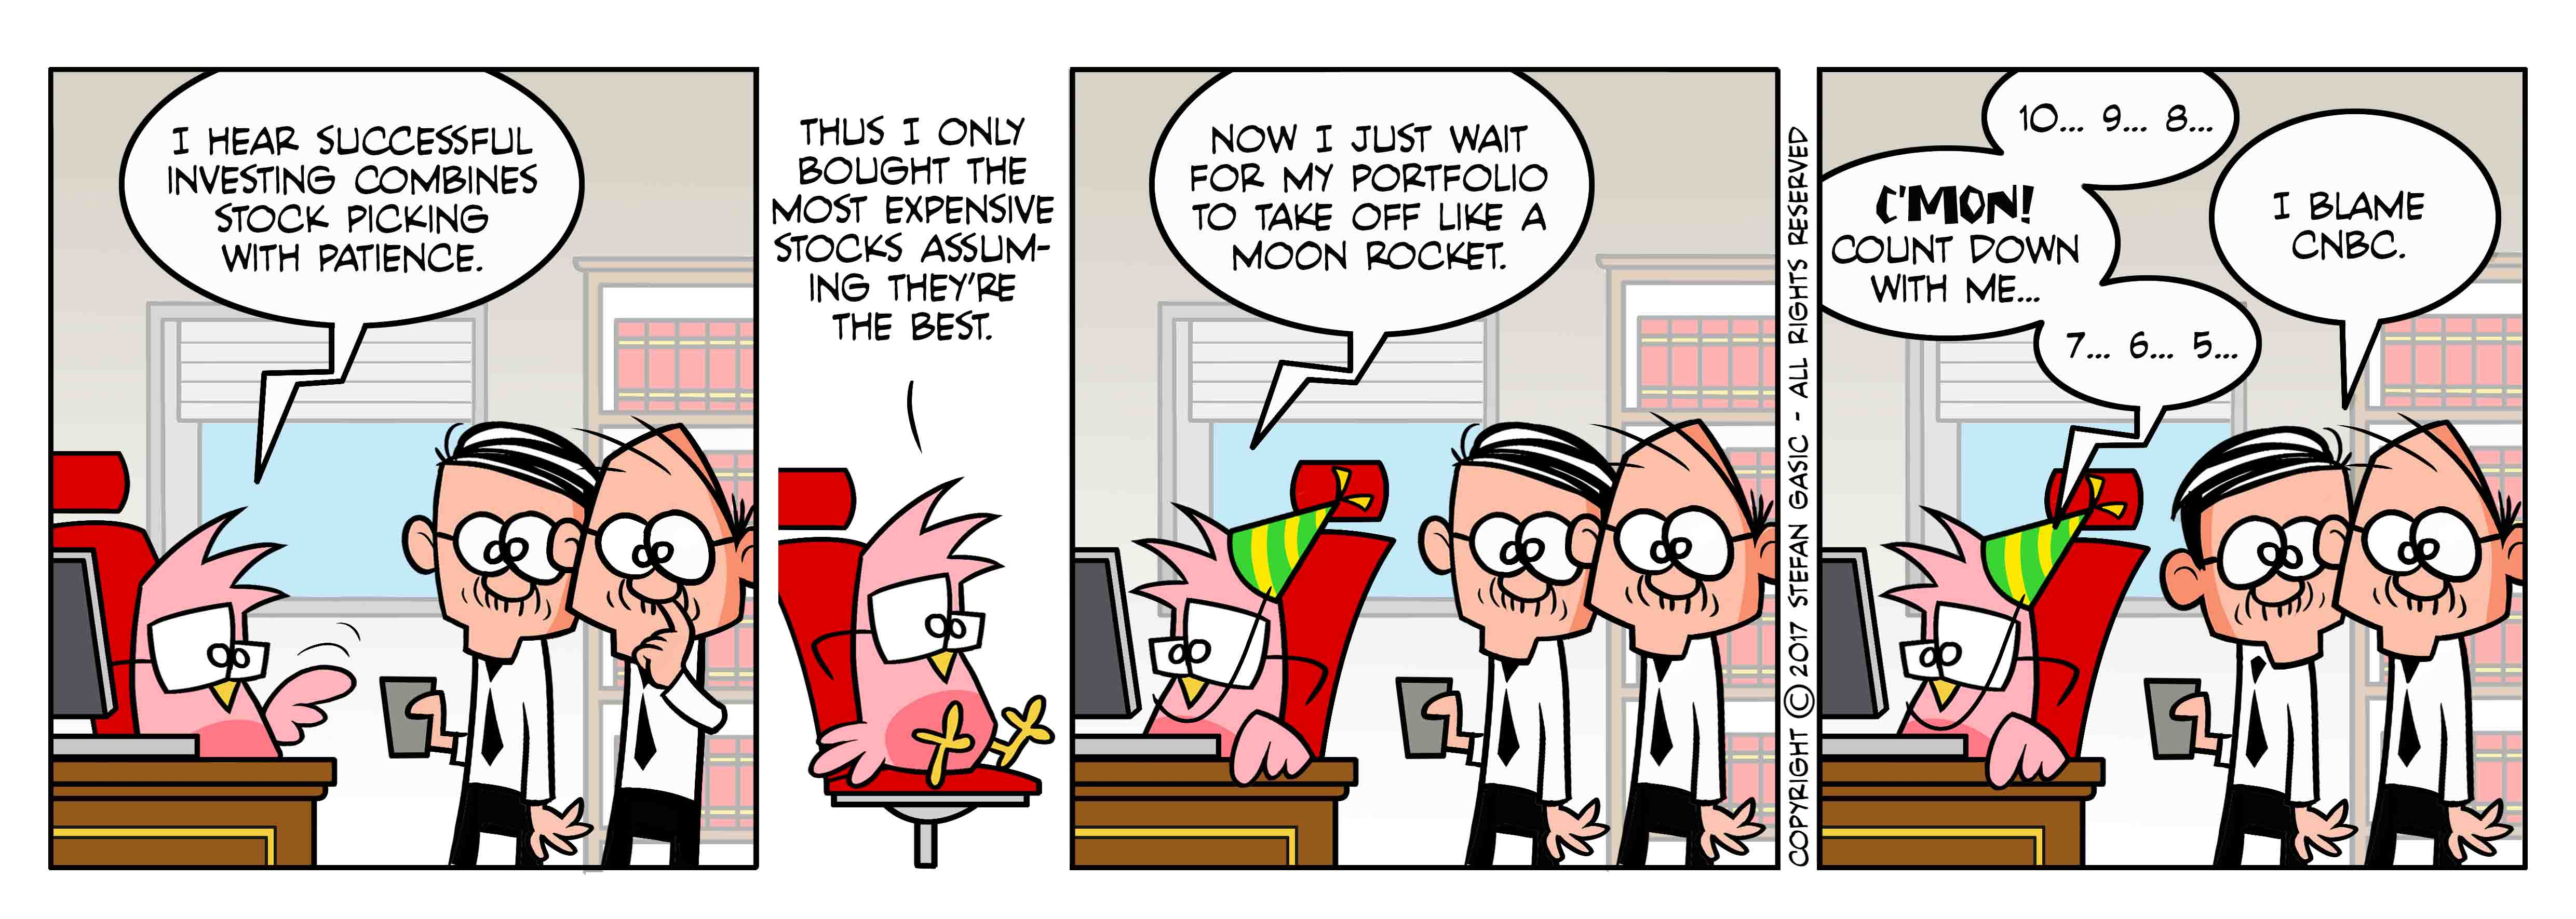 I HEAR SUCCESSFUL
INVESTING COMBINES
STOCK PICKING
WITH PATIENCE.
THUS I ONLY
BOUGHT THE
MOST EXPENSIVE
STOCKS ASSUM-
ING THEY'RE
THE BEST.
NOW I JUST WAIT
FOR MY PORTFOLIO
TO TAKE OFF LIKE A
MOON ROCKET.
COPYRIGHT © 2017 STEFAN GASIC - ALL RIGHTS RESERVED
10... 9... 8...
C'MON!
COUNT DOWN
WITH ME...
7... 6... 5...
I BLAME
CNBC.